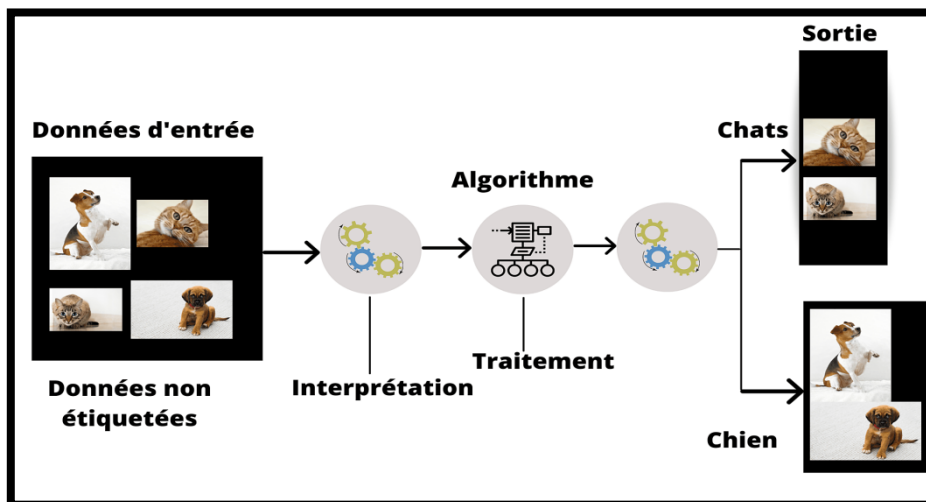 Sortie
Données d'entrée
Chats
Algorithme
Traitement
Interprétation
Données non
étiquetées
Chien